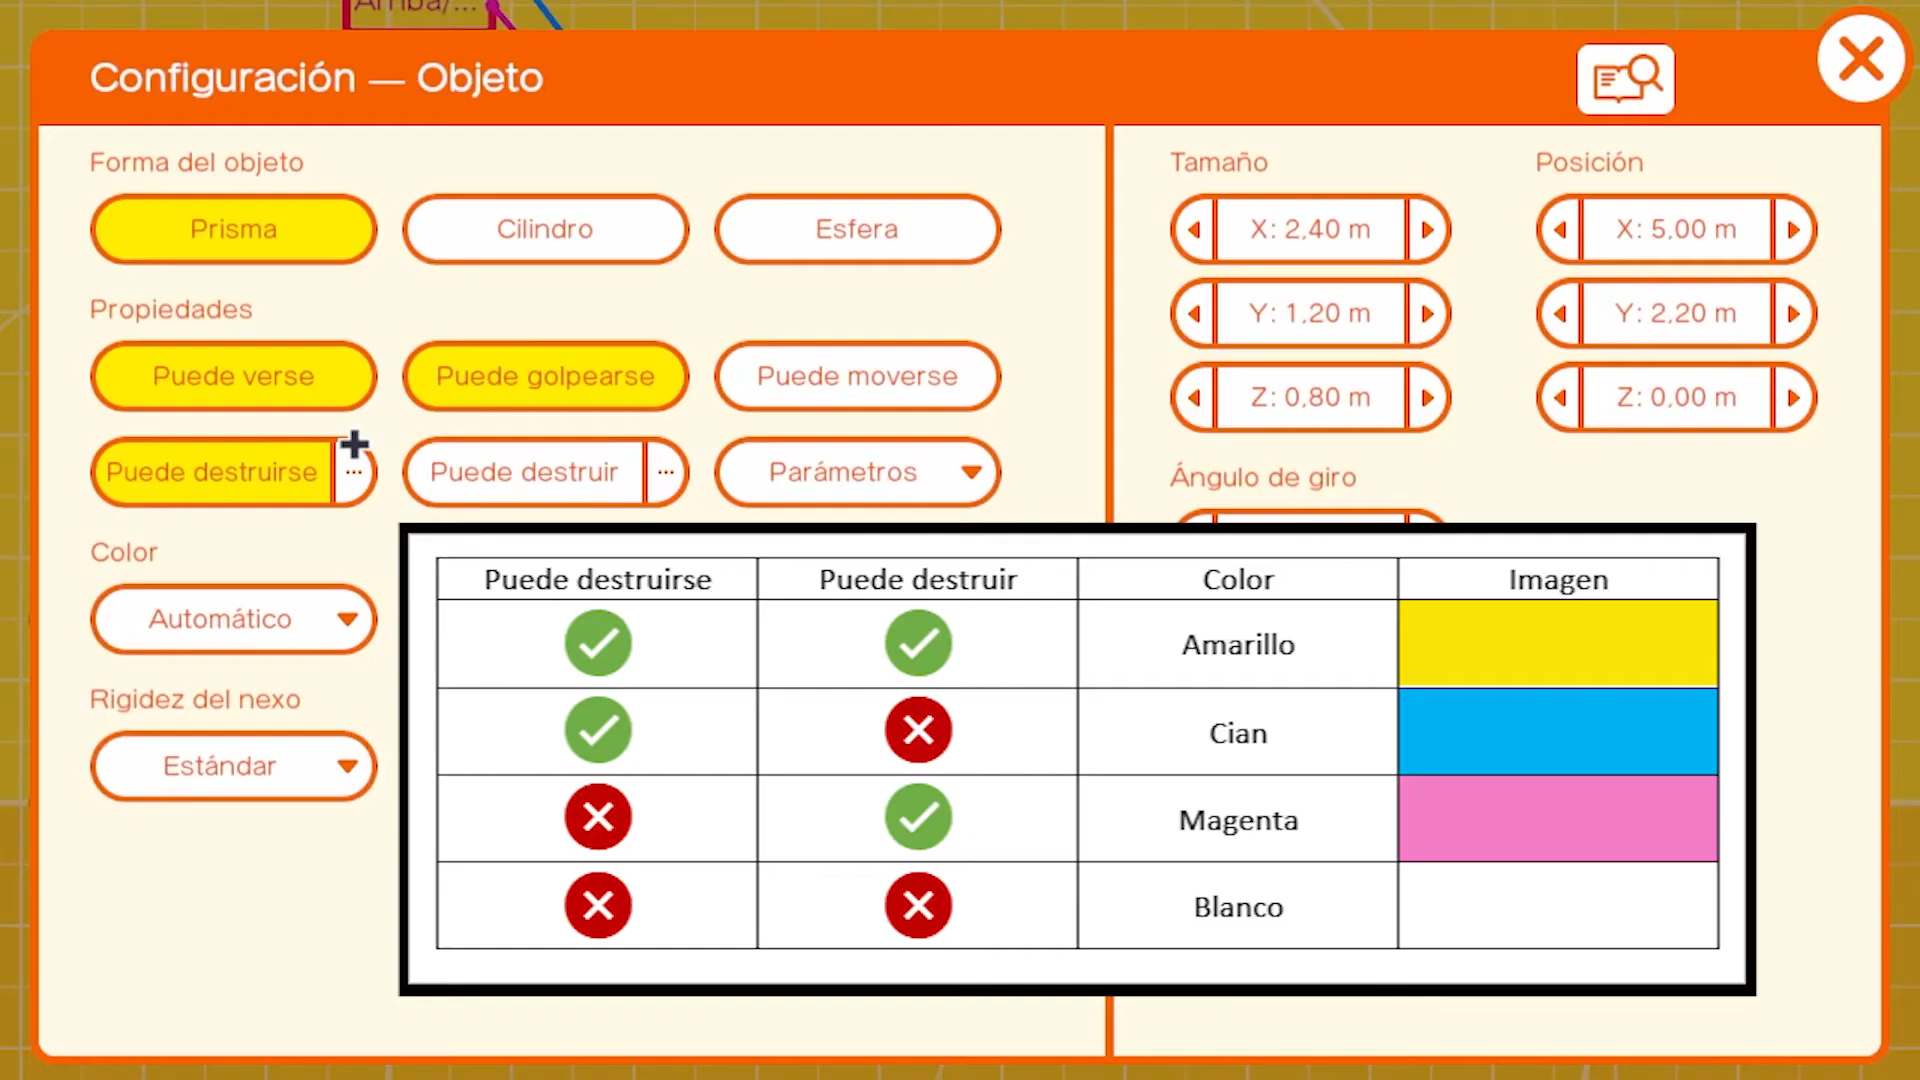 Arriba/...
Configuración — Objeto
Forma del objeto
Prisma
Cilindro
Esfera
Propiedades
Puede verse
Puede golpearse
Puede moverse
Puede destruirse
...
Puede destruir
...
Parámetros
Color
Automático
Rigidez del nexo
Estándar
Tamaño
X: 2,40 m
Y: 1,20 m
Z: 0,80 m
Posición
X: 5,00 m
Y: 2,20 m
Z: 0,00 m
Ángulo de giro
Puede destruirse Puede destruir Color Imagen
Amarillo
Cian
Magenta
Blanco